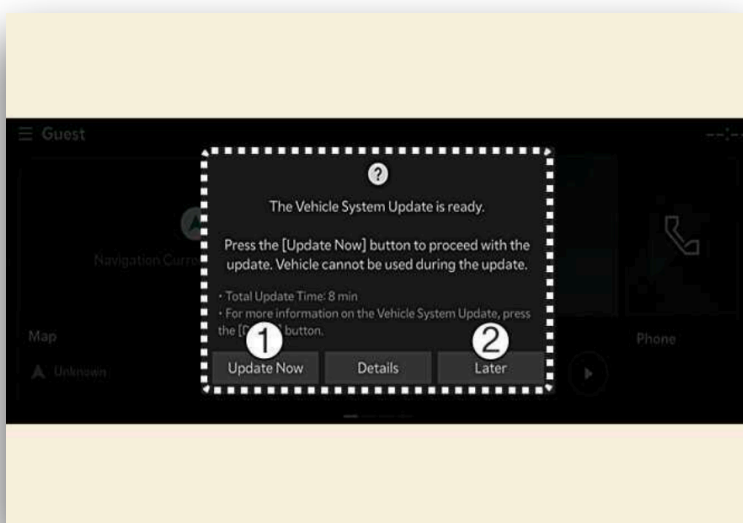 Guest
--:--
?
The Vehicle System Update is ready.
Press the [Update Now] button to proceed with the
update. Vehicle cannot be used during the update.
Navigation
• Total Update Time: 8 min
• For more information on the Vehicle System Update, press
the [ button.
1
2
Map
Phone
Update Now
Details
Later
Unknown